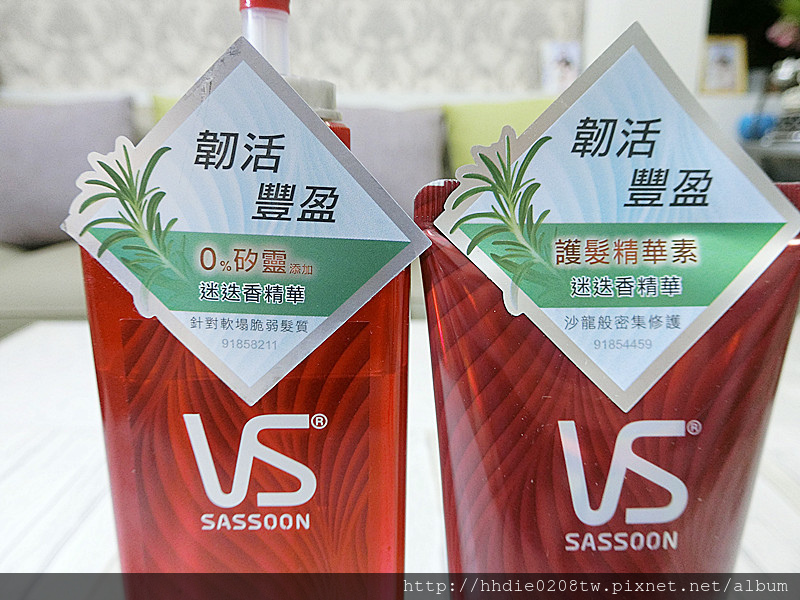 韌活
豐盈
0%矽靈添加
迷迭香精華
針對軟塌脆弱髮質
91858211
VS®
SASSOON
韌活
豐盈
護髮精華素
迷迭香精華
沙龍般密集修護
91854459
VS®
SASSOON
http://hhdie0208tw.pixnet.net/album